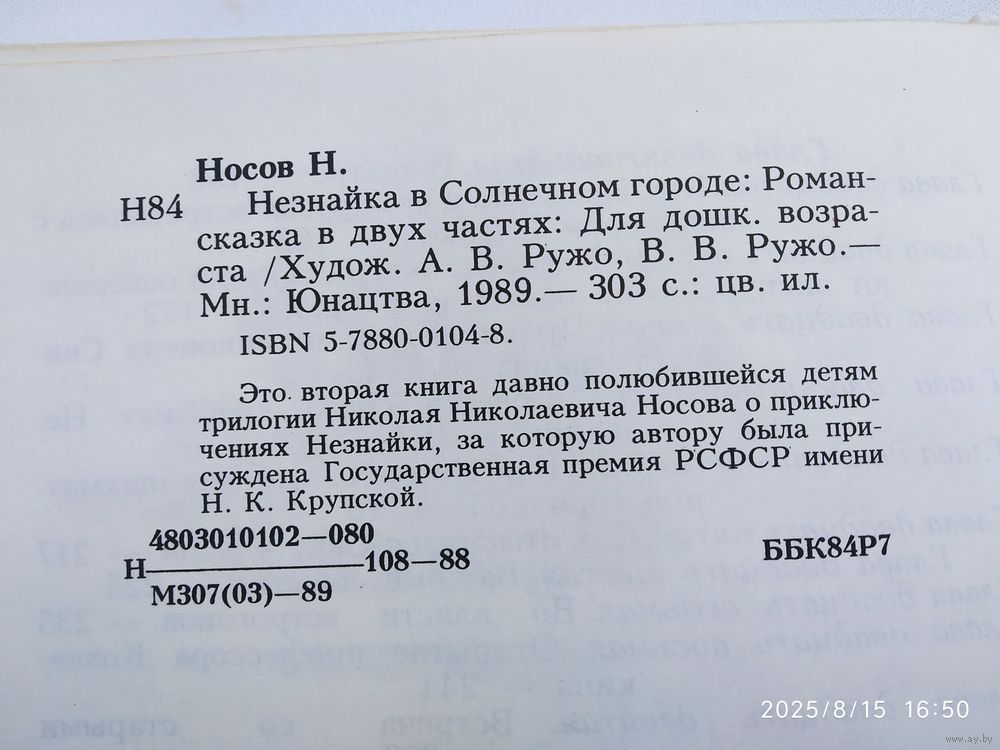 Носов Н.
Н84 Незнайка в Солнечном городе: Роман-
сказка в двух частях: Для дошк. возра-
ста /Худож. А. В. Ружо, В. В. Ружо.—
Мн.: Юнацтва, 1989.— 303 с.: цв. ил.
ISBN 5-7880-0104-8.
Это вторая книга давно полюбившейся детям
трилогии Николая Николаевича Носова о приклю-
чениях Незнайки, за которую автору была при-
суждена Государственная премия РСФСР имени
Н. К. Крупской.
4803010102—080
Н 108—88
М307(03)—89
ББК84Р7
2025/8/15 16:50
www.ay.by